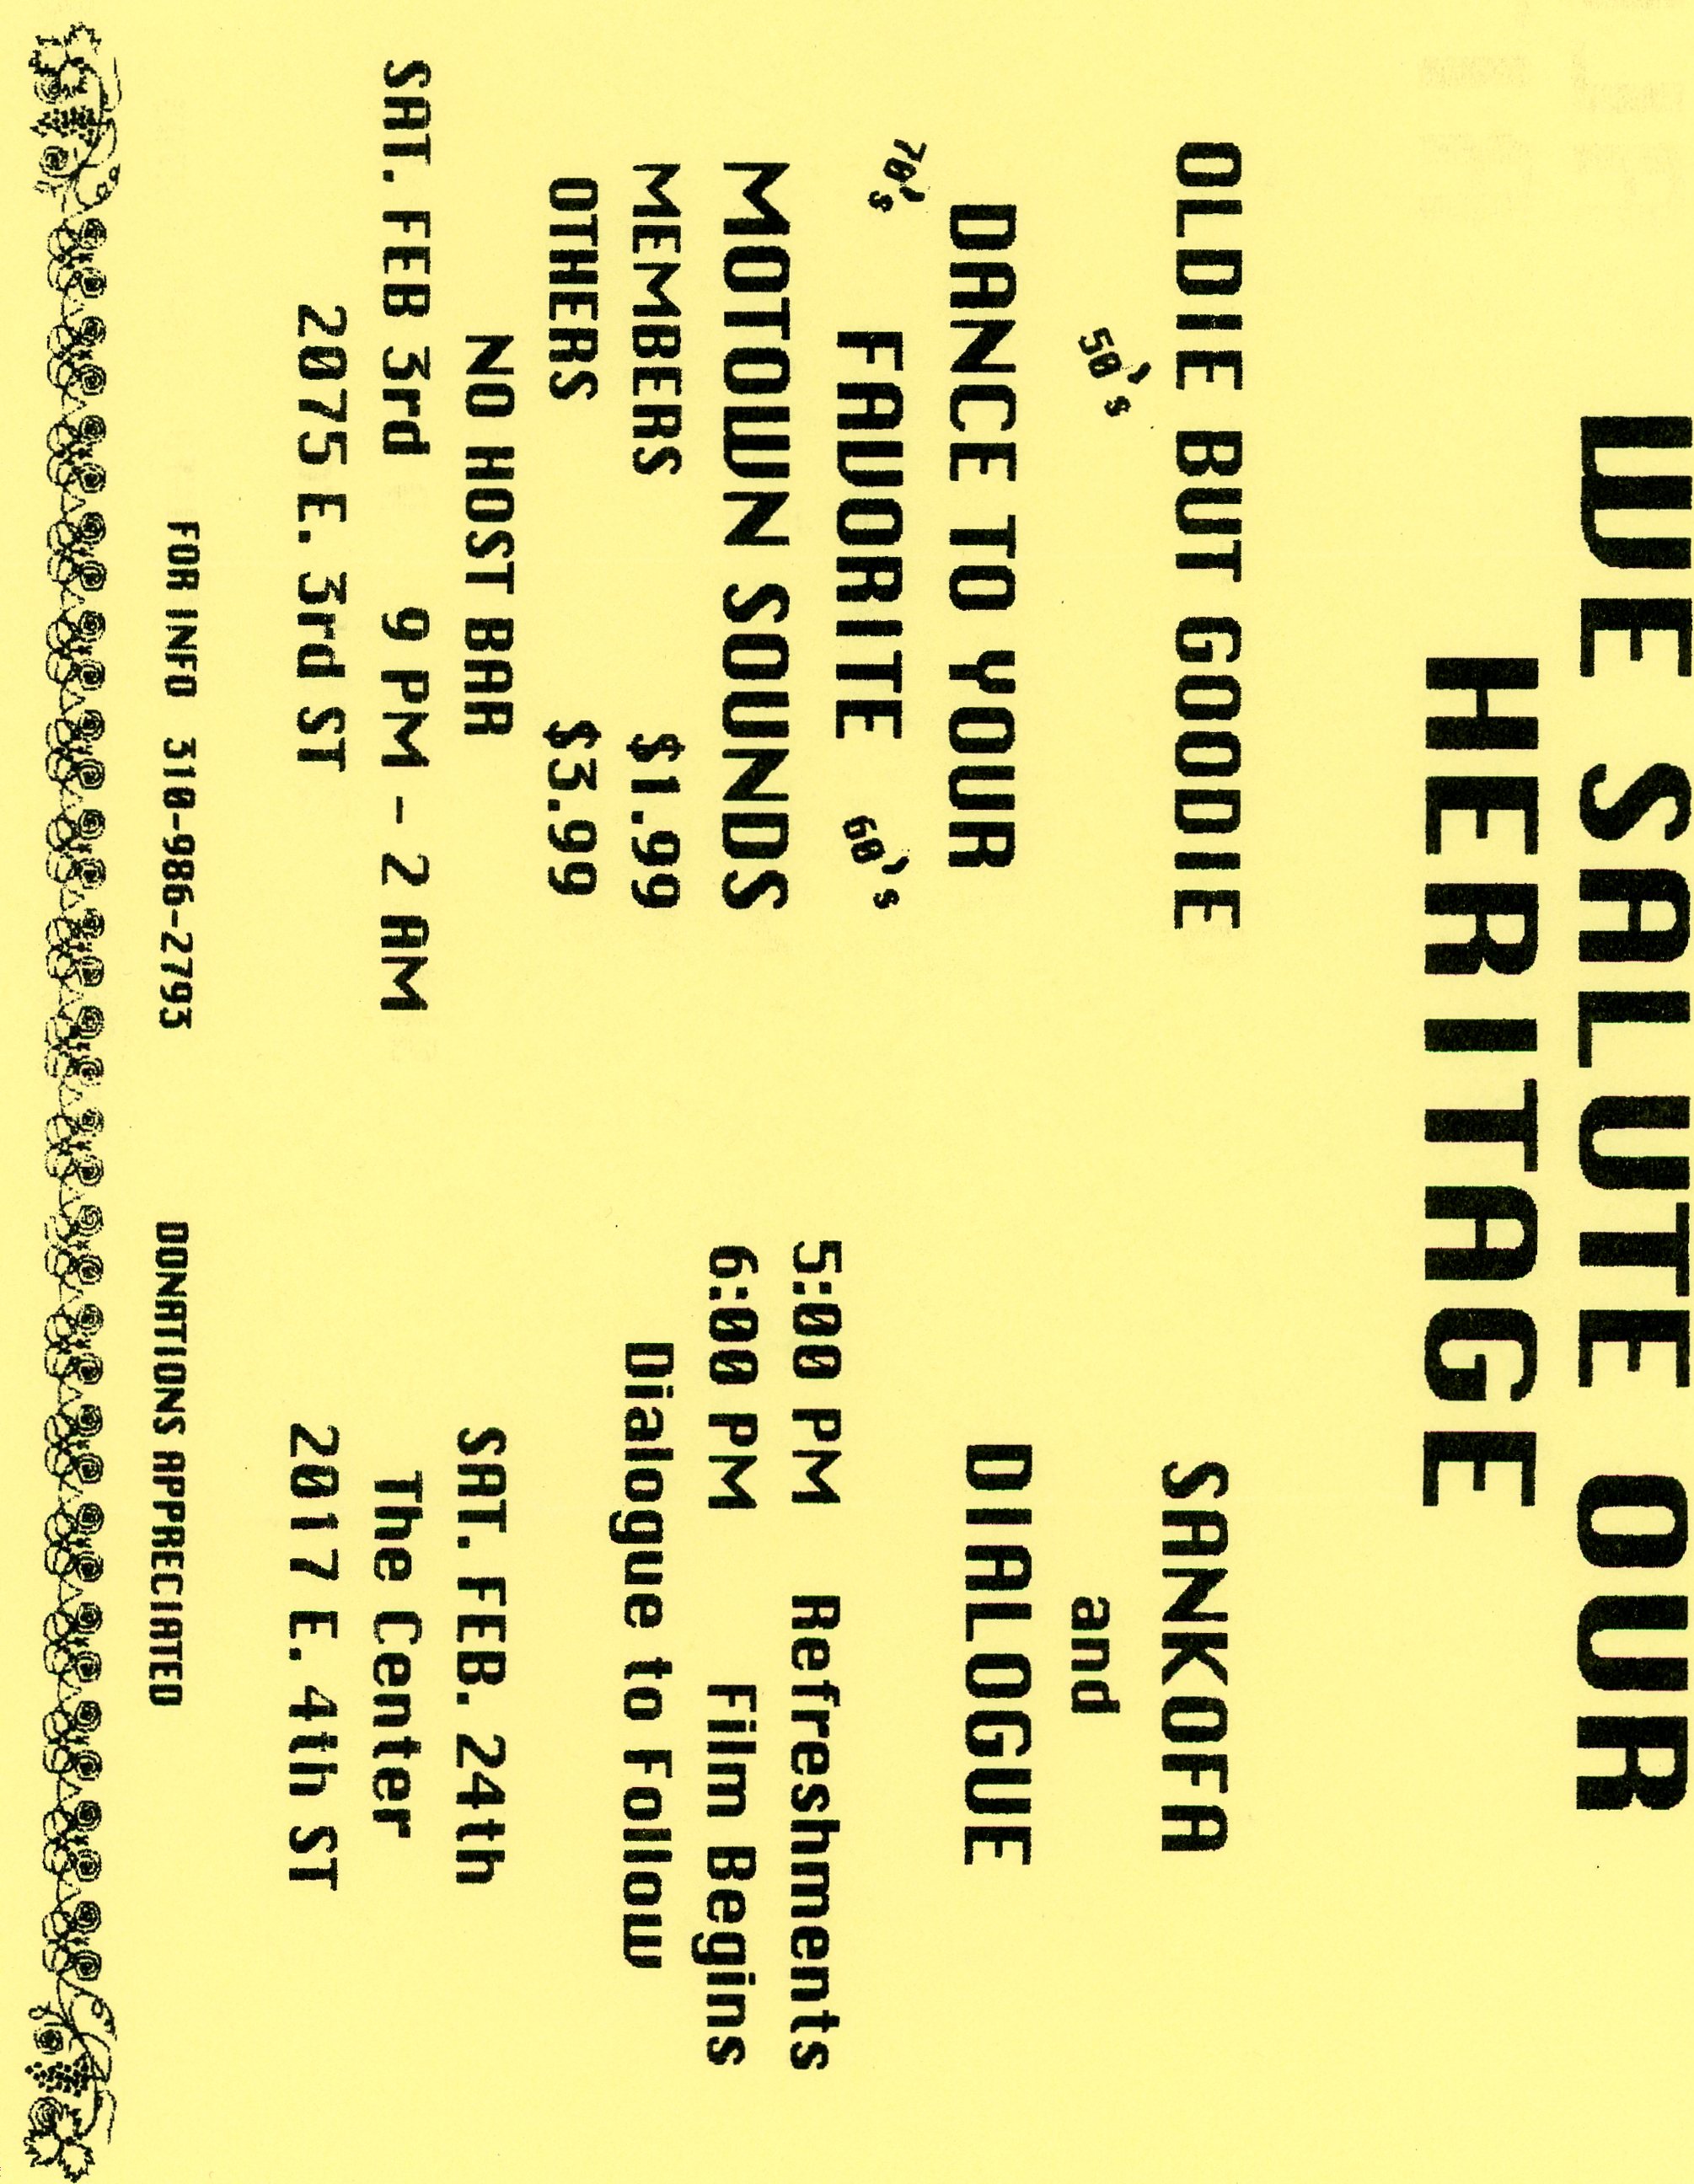 WE SALUTE OUR
HERITAGE
OLDIE BUT GOODIE
50's
DANCE TO YOUR
70's FAVORITE 60's
MOTOWN SOUNDS
MEMBERS $1.99
OTHERS $3.99
NO HOST BAR
SAT. FEB 3rd 9 PM - 2 AM
2075 E. 3rd ST
SANKOFA
and
DIALOGUE
5:00 PM Refreshments
6:00 PM Film Begins
Dialogue to Follow
SAT. FEB. 24th
The Center
2017 E. 4th ST
FOR INFO 310-986-2793 DONATIONS APPRECIATED